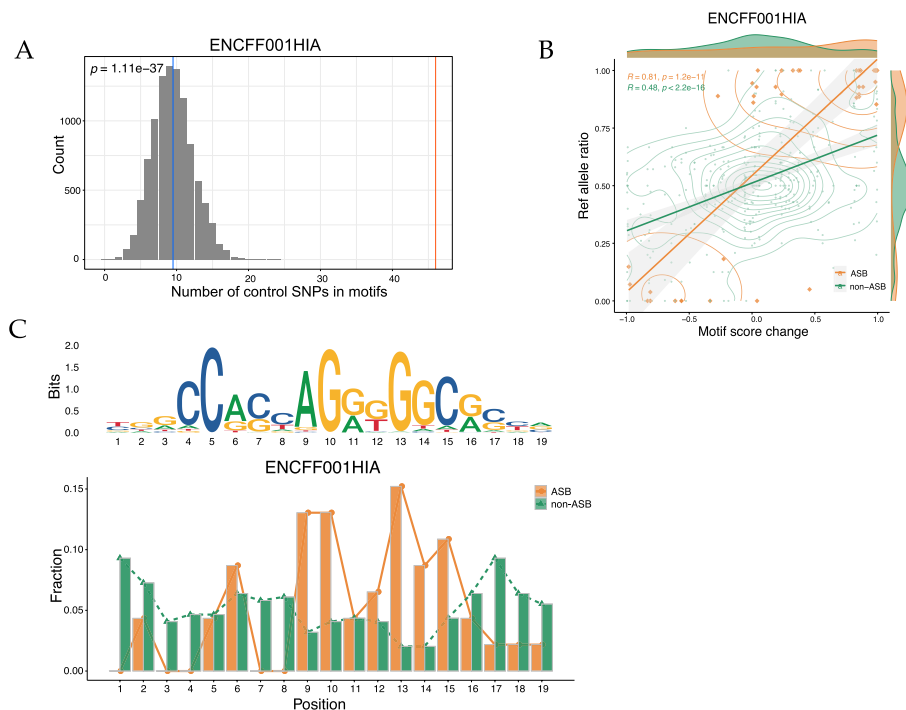 A
ENCFF001HIA
p = 1.11e−37
Count
1000
500
0
0
10
20
30
40
Number of control SNPs in motifs
B
ENCFF001HIA
R = 0.81, p = 1.2e−11
R = 0.48, p < 2.2e−16
Ref allele ratio
1.00
0.75
0.50
0.25
0.00
ASB
non−ASB
−1.0
−0.5
0.0
0.5
1.0
Motif score change
C
Bits
2.0
1.5
1.0
0.5
0.0
1 2 3 4 5 6 7 8 9 10 11 12 13 14 15 16 17 18 19
ENCFF001HIA
Fraction
0.15
0.10
0.05
0.00
ASB
non−ASB
1 2 3 4 5 6 7 8 9 10 11 12 13 14 15 16 17 18 19
Position